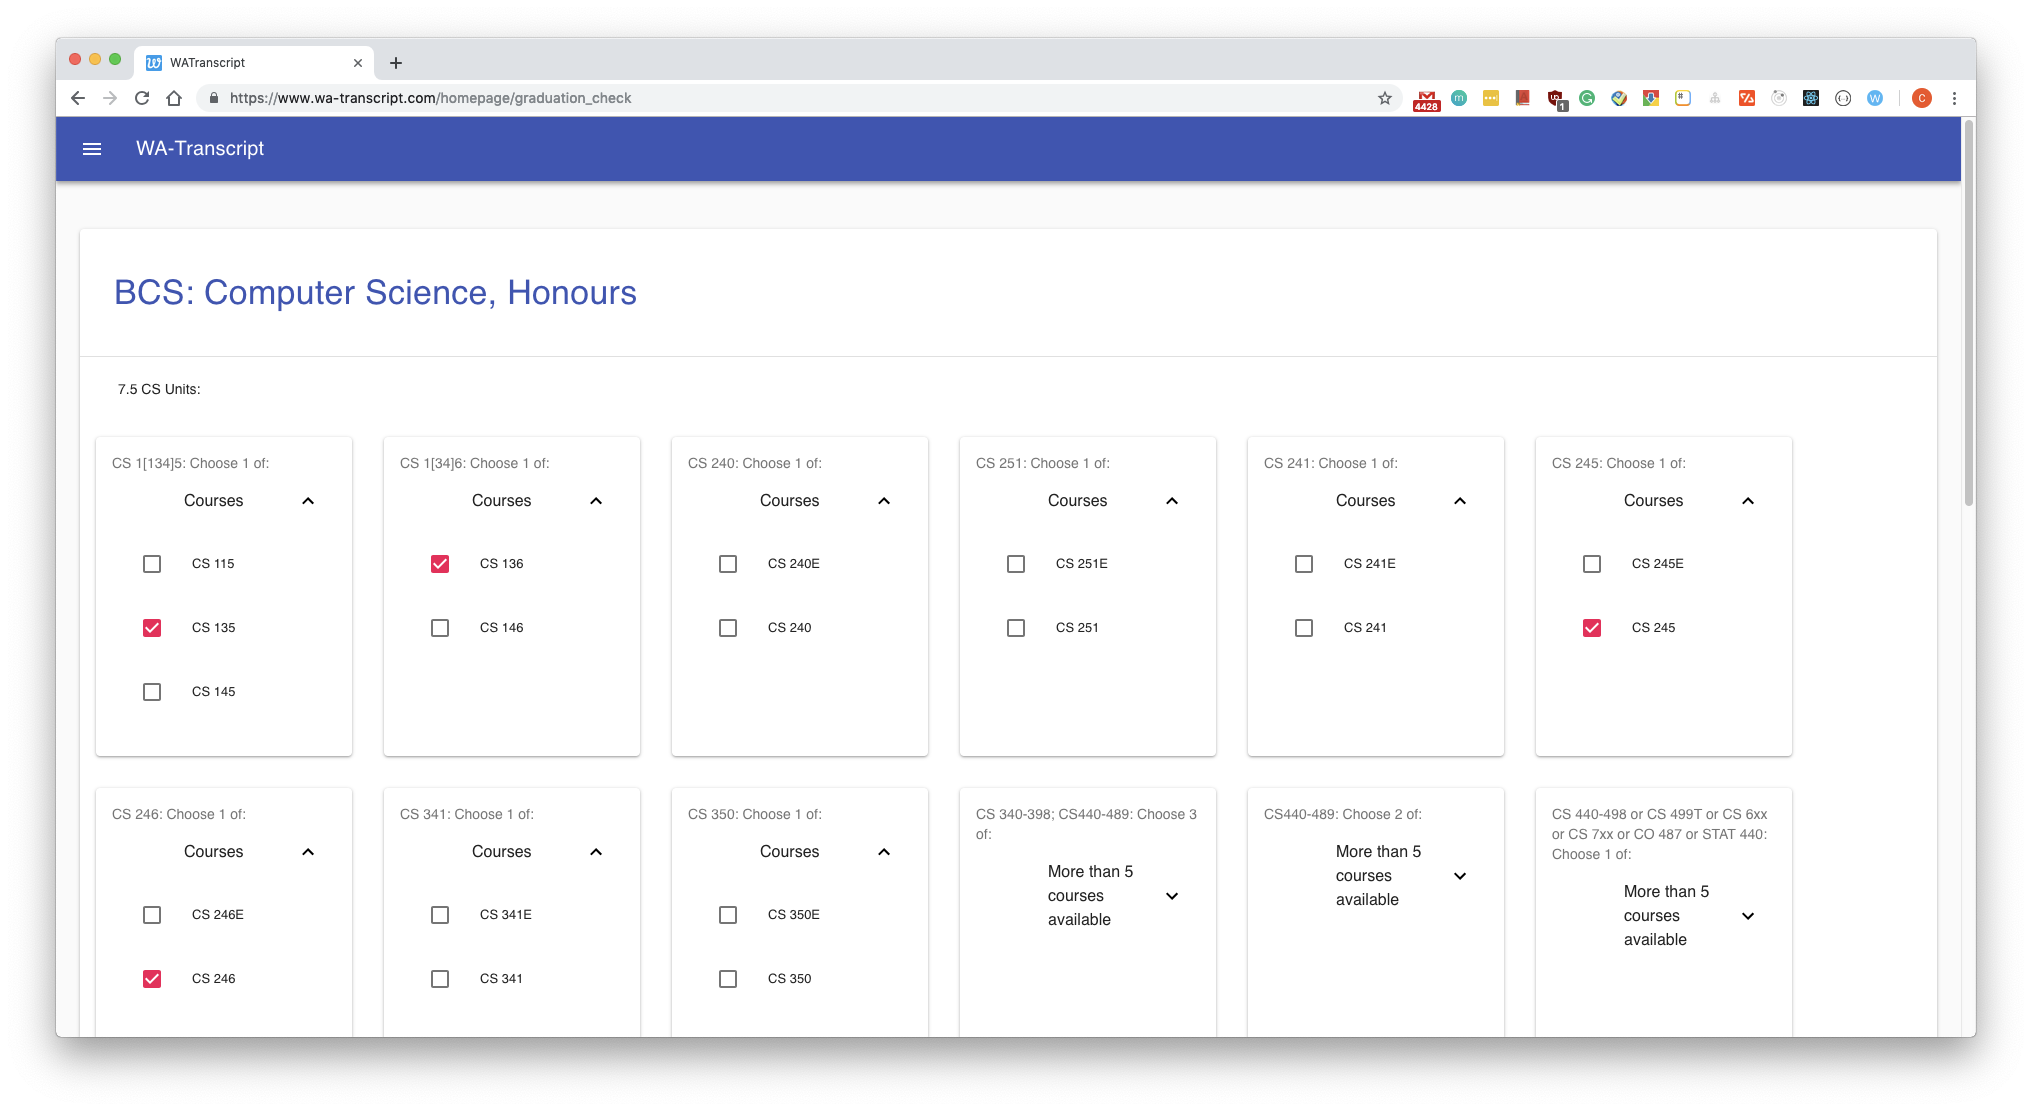 WATranscript
https://www.wa-transcript.com/homepage/graduation_check
4428
1
C
WA-Transcript
BCS: Computer Science, Honours
7.5 CS Units:
CS 1[134]5: Choose 1 of:
Courses
CS 115
CS 135
CS 145
CS 1[34]6: Choose 1 of:
Courses
CS 136
CS 146
CS 240: Choose 1 of:
Courses
CS 240E
CS 240
CS 251: Choose 1 of:
Courses
CS 251E
CS 251
CS 241: Choose 1 of:
Courses
CS 241E
CS 241
CS 245: Choose 1 of:
Courses
CS 245E
CS 245
CS 246: Choose 1 of:
Courses
CS 246E
CS 246
CS 341: Choose 1 of:
Courses
CS 341E
CS 341
CS 350: Choose 1 of:
Courses
CS 350E
CS 350
CS 340-398; CS440-489: Choose 3
of:
More than 5
courses
available
CS440-489: Choose 2 of:
More than 5
courses
available
CS 440-498 or CS 499T or CS 6xx
or CS 7xx or CO 487 or STAT 440:
Choose 1 of:
More than 5
courses
available